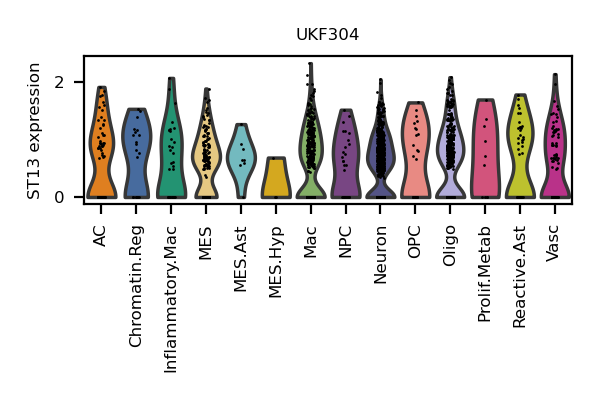 UKF304
ST13 expression
2
0
AC
Chromatin.Reg
Inflammatory.Mac
MES
MES.Ast
MES.Hyp
Mac
NPC
Neuron
OPC
Oligo
Prolif.Metab
Reactive.Ast
Vasc